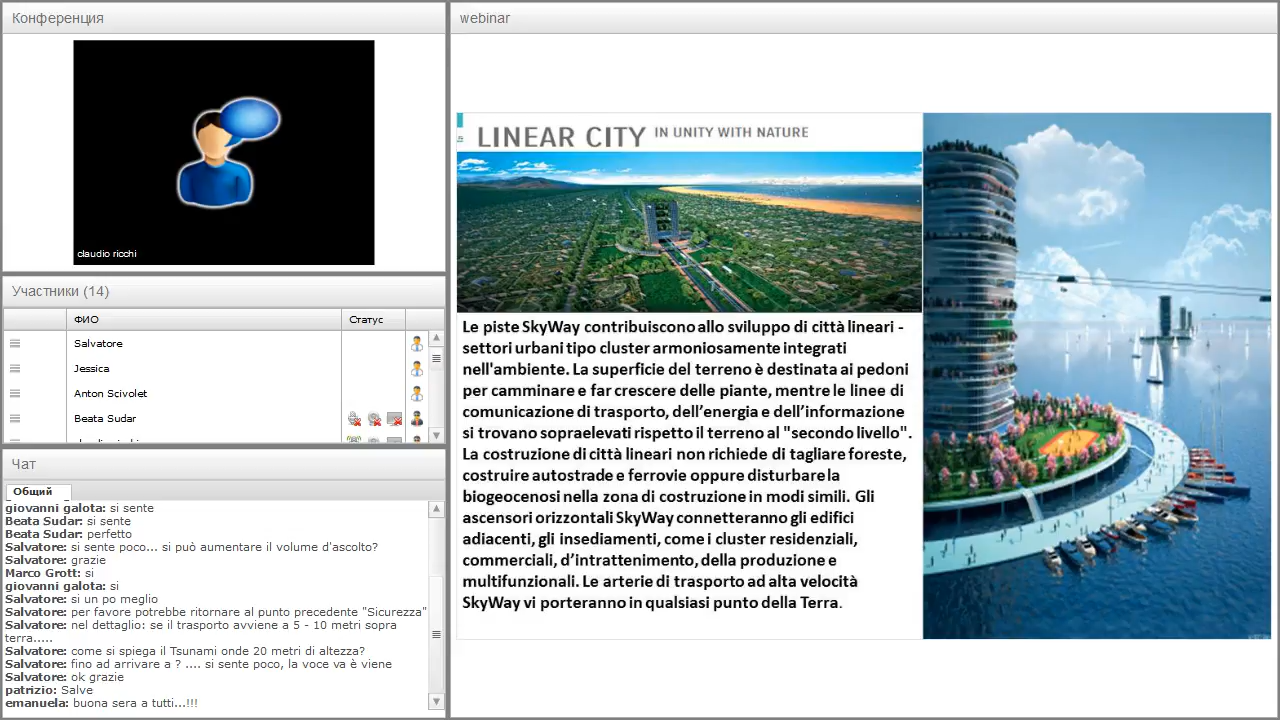 Конференция
claudio ricchi
Участники (14)
ФИО
Статус
Salvatore
Jessica
Anton Scivolet
Beata Sudar
Чат
Общий
giovanni galota: si sente
Beata Sudar: si sente
Beata Sudar: perfetto
Salvatore: si sente poco... si può aumentare il volume d'ascolto?
Salvatore: grazie
Marco Grott: si
giovanni galota: si
Salvatore: si un po meglio
Salvatore: per favore potrebbe ritornare al punto precedente "Sicurezza"
Salvatore: nel dettaglio: se il trasporto avviene a 5 - 10 metri sopra
terra.....
Salvatore: come si spiega il Tsunami onde 20 metri di altezza?
Salvatore: fino ad arrivare a ? .... si sente poco, la voce va è viene
Salvatore: ok grazie
patrizio: Salve
emanuela: buona sera a tutti...!!!
webinar
LINEAR CITY IN UNITY WITH NATURE
Le piste SkyWay contribuiscono allo sviluppo di città lineari -
settori urbani tipo cluster armoniosamente integrati
nell'ambiente. La superficie del terreno è destinata ai pedoni
per camminare e far crescere delle piante, mentre le linee di
comunicazione di trasporto, dell’energia e dell’informazione
si trovano sopraelevati rispetto il terreno al "secondo livello".
La costruzione di città lineari non richiede di tagliare foreste,
costruire autostrade e ferrovie oppure disturbare la
biogeocenosi nella zona di costruzione in modi simili. Gli
ascensori orizzontali SkyWay connetteranno gli edifici
adiacenti, gli insediamenti, come i cluster residenziali,
commerciali, d’intrattenimento, della produzione e
multifunzionali. Le arterie di trasporto ad alta velocità
SkyWay vi porteranno in qualsiasi punto della Terra.